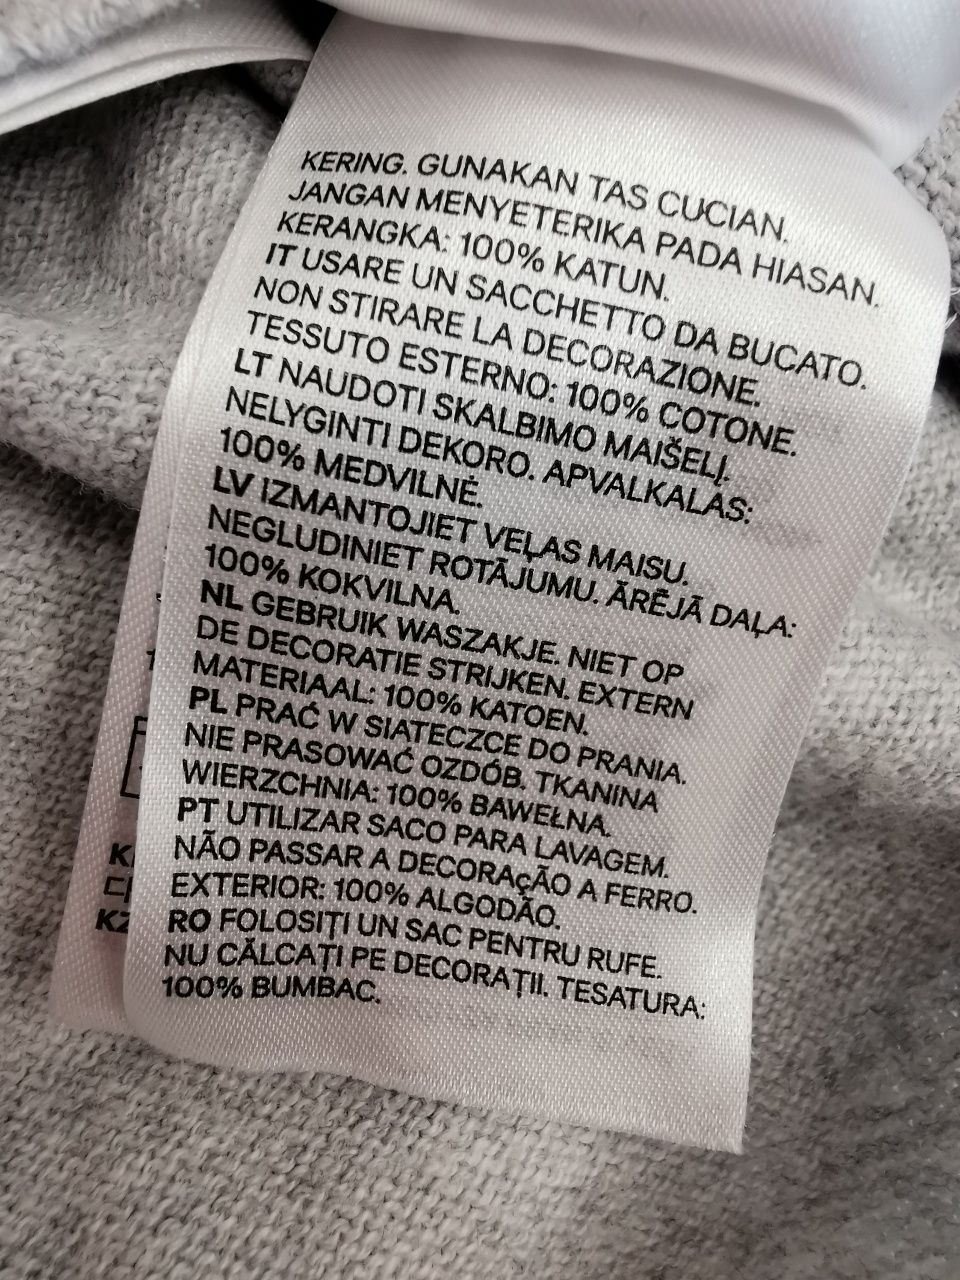 KERING. GUNAKAN TAS CUCIAN.
JANGAN MENYETERIKA PADA HIASAN.
KERANGKA: 100% KATUN.
IT USARE UN SACCHETTO DA BUCATO.
NON STIRARE LA DECORAZIONE.
TESSUTO ESTERNO: 100% COTONE.
LT NAUDOTI SKALBIMO MAIŠELĮ.
NELYGINTI DEKORO. APVALKALAS:
100% MEDVILNĖ.
LV IZMANTOJIET VEĻAS MAISU.
NEGLUDINIET ROTĀJUMU. ĀRĒJĀ DAĻA:
100% KOKVILNA.
NL GEBRUIK WASZAKJE. NIET OP
DE DECORATIE STRIJKEN. EXTERN
MATERIAAL: 100% KATOEN.
PL PRAĆ W SIATECZCE DO PRANIA.
NIE PRASOWAĆ OZDÓB. TKANINA
WIERZCHNIA: 100% BAWEŁNA.
PT UTILIZAR SACO PARA LAVAGEM.
NÃO PASSAR A DECORAçÃO A FERRO.
EXTERIOR: 100% ALGODÃO.
RO FOLOSIȚI UN SAC PENTRU RUFE.
NU CĂLCAȚI PE DECORAȚII. TESATURA:
100% BUMBAC.
KZ